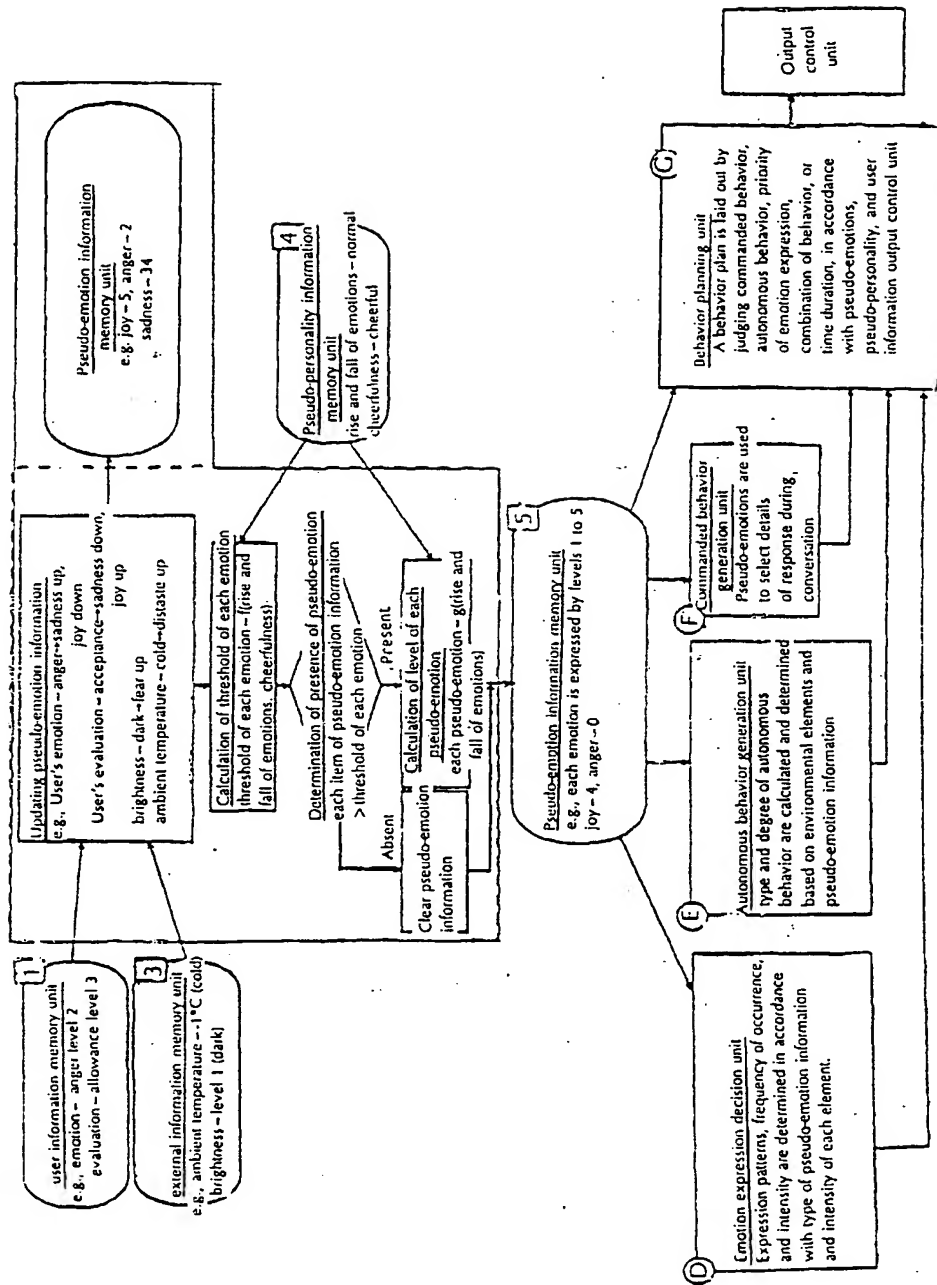 1
user information memory unit
e.g., emotion – anger level 2
evaluation – allowance level 3
3
external information memory unit
e.g., ambient temperature – -1°C (cold)
brightness – level 1 (dark)
Updating pseudo-emotion information
e.g., User's emotion – anger→sadness up,
joy down
User's evaluation – acceptance→sadness down,
joy up
brightness – dark→fear up
ambient temperature – cold→distaste up
Pseudo-emotion information
memory unit
e.g. joy – 5, anger – 2
sadness – 34
Calculation of threshold of each emotion
threshold of each emotion – f(rise and
fall of emotions, cheerfulness)
4
Pseudo-personality information
memory unit
rise and fall of emotions – normal
cheerfulness – cheerful
Determination of presence of pseudo-emotion
each item of pseudo-emotion information
> threshold of each emotion
Absent
Present
Clear pseudo-emotion
information
Calculation of level of each
pseudo-emotion
each pseudo-emotion – g(rise and
fall of emotions)
5
Pseudo-emotion information memory unit
e.g., each emotion is expressed by levels 1 to 5
joy – 4, anger – 0
D
Emotion expression decision unit
Expression patterns, frequency of occurrence,
and intensity are determined in accordance
with type of pseudo-emotion information
and intensity of each element.
E
Autonomous behavior generation unit
type and degree of autonomous
behavior are calculated and determined
based on environmental elements and
pseudo-emotion information
F
Commanded behavior
generation unit
Pseudo-emotions are used
to select details
of response during,
conversation
G
Behavior planning unit
A behavior plan is laid out by
judging commanded behavior,
autonomous behavior, priority
of emotion expression,
combination of behavior, or
time duration, in accordance
with pseudo-emotions,
pseudo-personality, and user
information output control unit
Output
control
unit